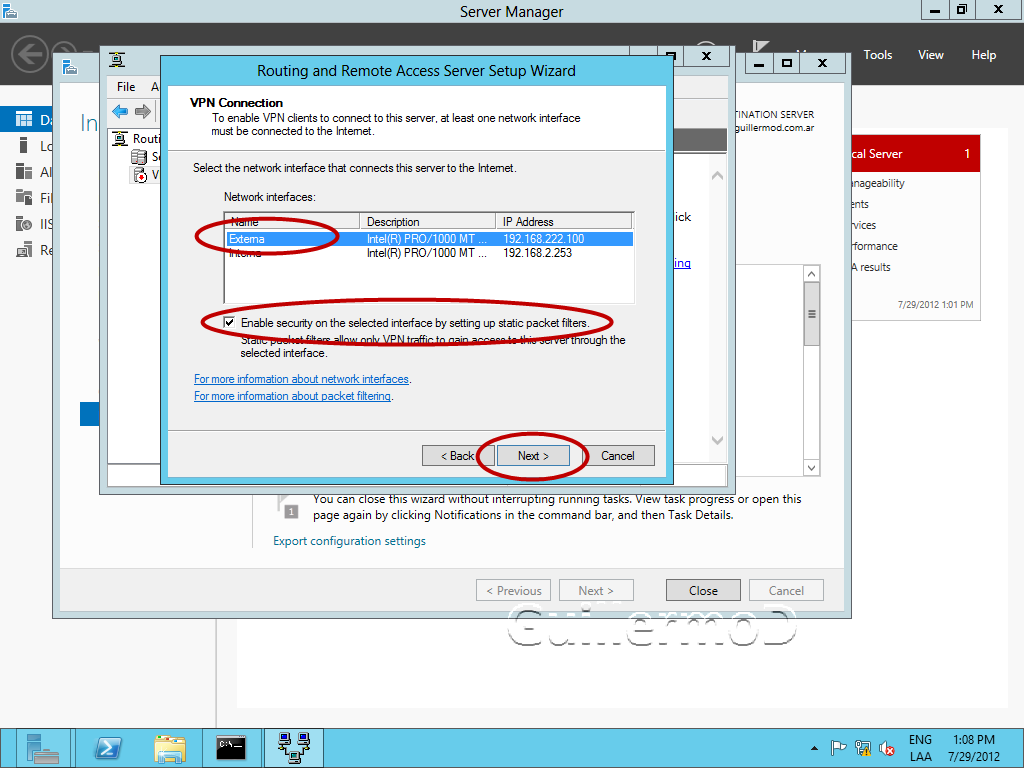 Server Manager
Tools View Help
Routing and Remote Access Server Setup Wizard
File
VPN Connection
To enable VPN clients to connect to this server, at least one network interface
must be connected to the Internet.
TINATION SERVER
guillermod.com.ar
Select the network interface that connects this server to the Internet.
Network interfaces:
Name Description IP Address
Externa Intel(R) PRO/1000 MT ... 192.168.222.100
Interna Intel(R) PRO/1000 MT ... 192.168.2.253
Enable security on the selected interface by setting up static packet filters.
Static packet filters allow only VPN traffic to gain access to this server through the
selected interface.
For more information about network interfaces.
For more information about packet filtering.
< Back Next > Cancel
In
Da
Lo
Al
Fil
IIS
Re
Routi
Se
V
ick
ing
cal Server 1
anageability
ents
rvices
rformance
A results
7/29/2012 1:01 PM
1
You can close this wizard without interrupting running tasks. View task progress or open this
page again by clicking Notifications in the command bar, and then Task Details.
Export configuration settings
< Previous Next > Close Cancel
GuillermoD
C:\_
ENG 1:08 PM
LAA 7/29/2012